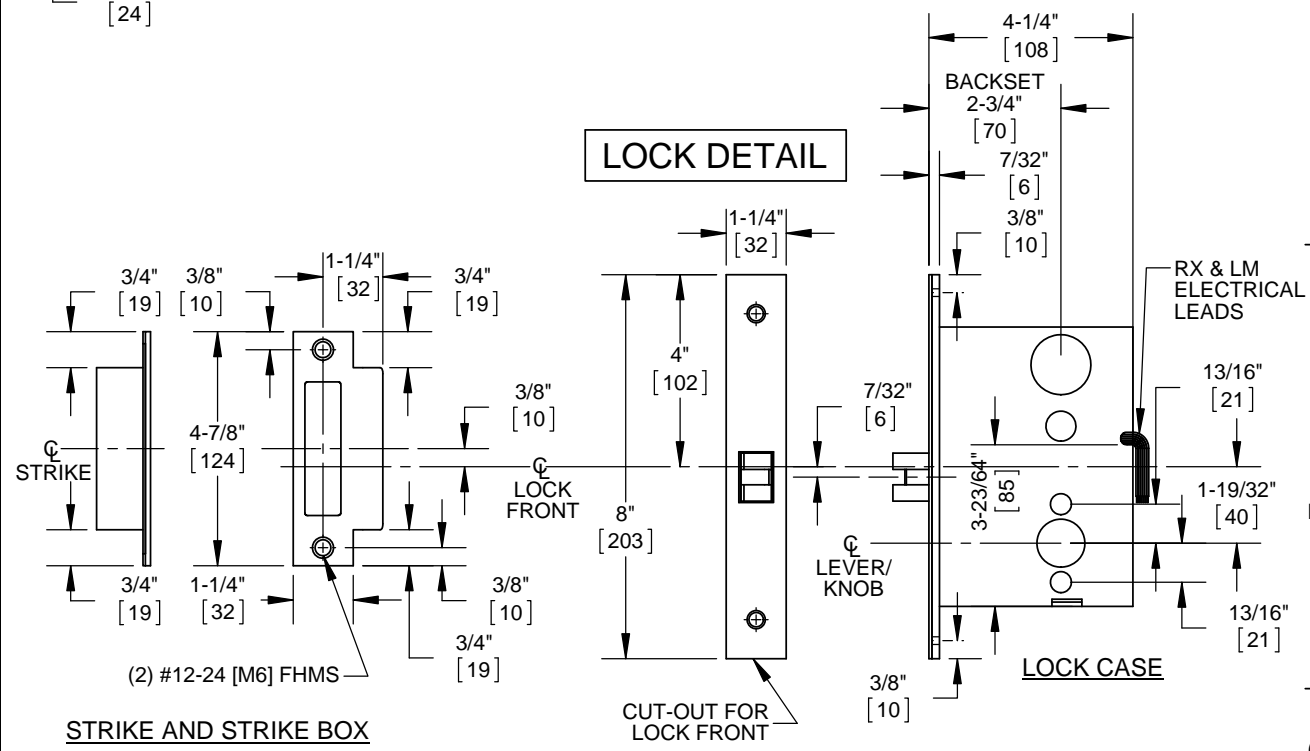 [24]
4-1/4"
[108]
BACKSET
2-3/4"
[70]
LOCK DETAIL
7/32"
[6]
1-1/4"
[32]
3/8"
[10]
3/4"
[19]
3/8"
[10]
1-1/4"
[32]
3/4"
[19]
RX & LM
ELECTRICAL
LEADS
4"
[102]
13/16"
[21]
3/8"
[10]
7/32"
[6]
4-7/8"
[124]
CL
STRIKE
CL
LOCK
FRONT
3-23/64"
[85]
1-19/32"
[40]
8"
[203]
CL
LEVER/
KNOB
3/4"
[19]
1-1/4"
[32]
3/8"
[10]
13/16"
[21]
3/4"
[19]
(2) #12-24 [M6] FHMS
LOCK CASE
3/8"
[10]
CUT-OUT FOR
LOCK FRONT
STRIKE AND STRIKE BOX